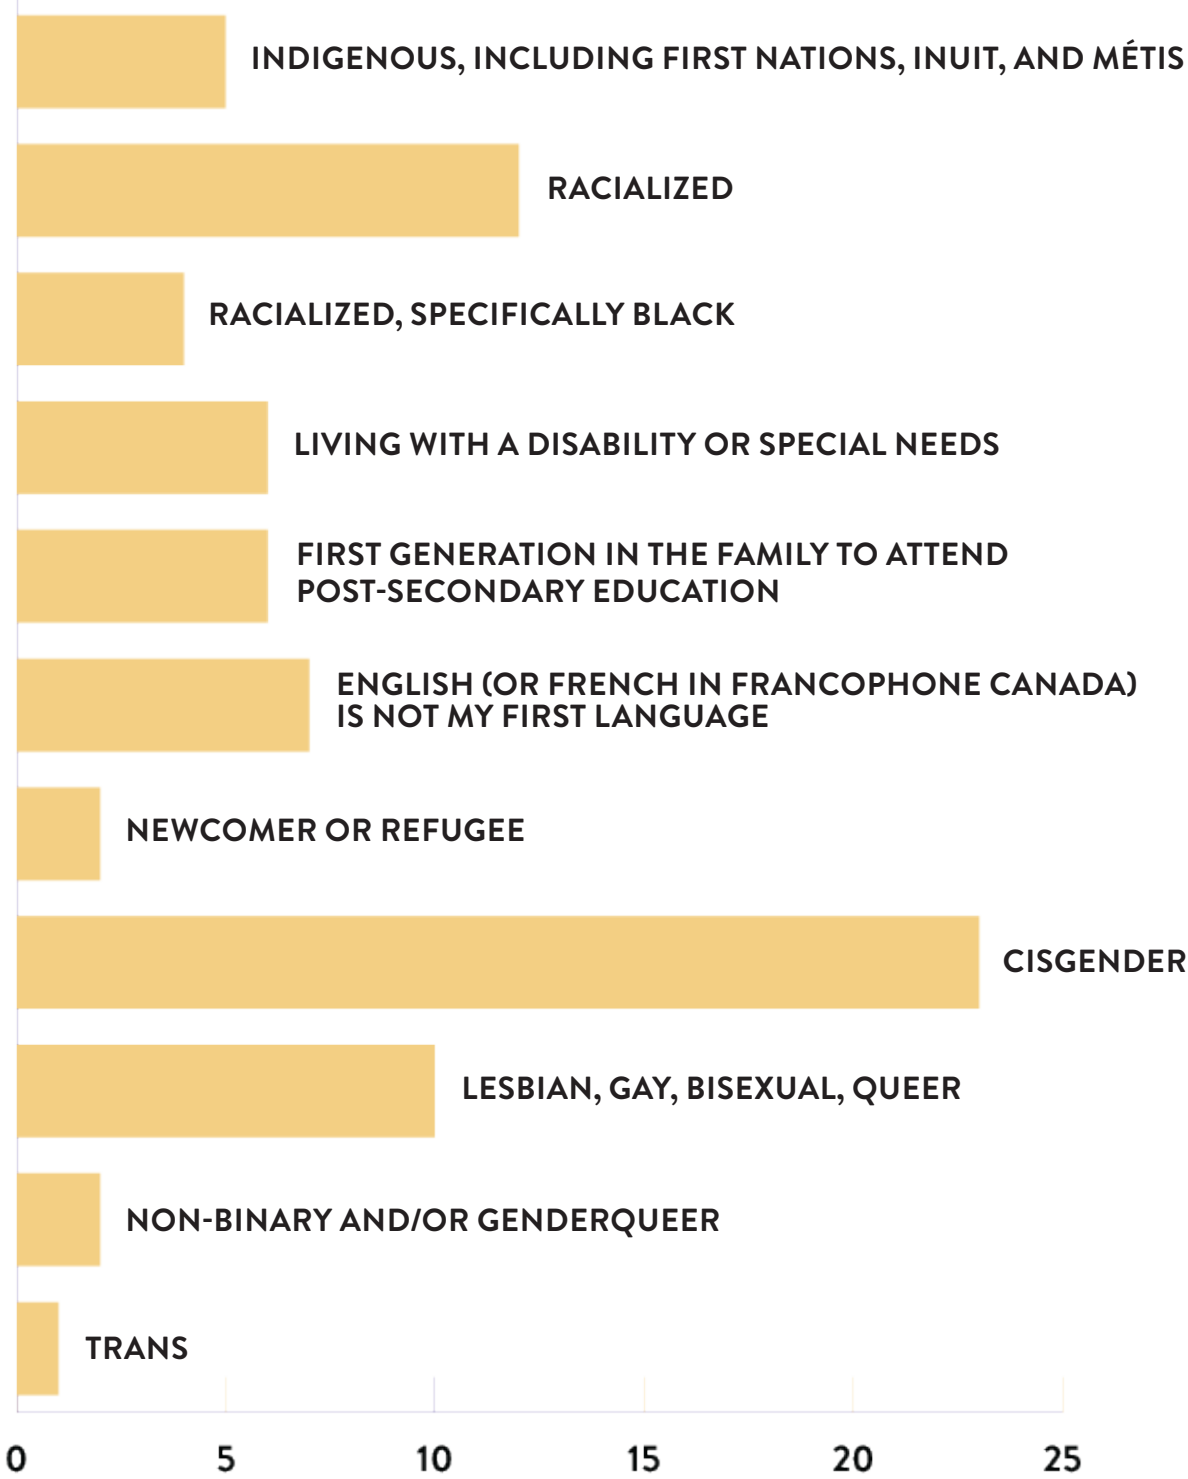 INDIGENOUS, INCLUDING FIRST NATIONS, INUIT, AND MÉTIS
RACIALIZED
RACIALIZED, SPECIFICALLY BLACK
LIVING WITH A DISABILITY OR SPECIAL NEEDS
FIRST GENERATION IN THE FAMILY TO ATTEND
POST-SECONDARY EDUCATION
ENGLISH (OR FRENCH IN FRANCOPHONE CANADA)
IS NOT MY FIRST LANGUAGE
NEWCOMER OR REFUGEE
CISGENDER
LESBIAN, GAY, BISEXUAL, QUEER
NON-BINARY AND/OR GENDERQUEER
TRANS
0 5 10 15 20 25